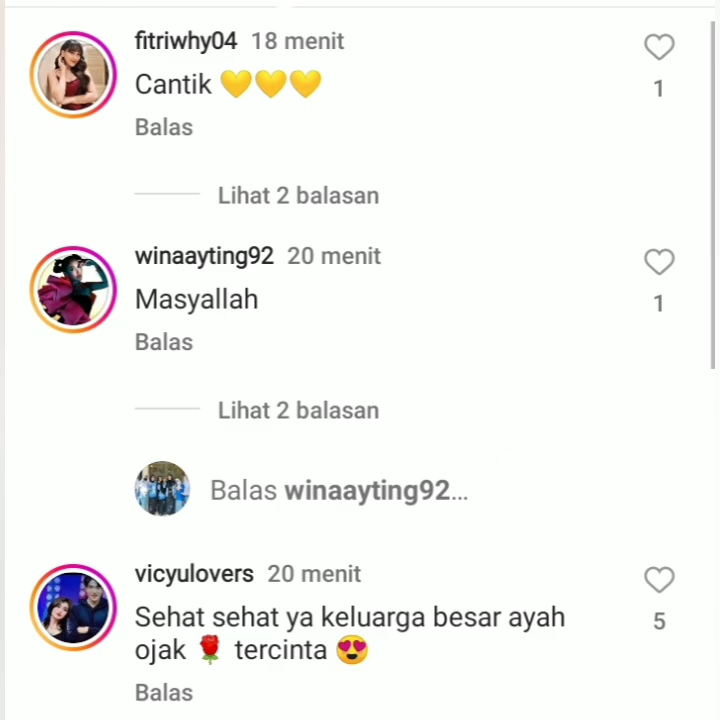 fitriwhy04 18 menit
Cantik 💛💛💛
1
Balas
Lihat 2 balasan
winaayting92 20 menit
Masyallah
1
Balas
Lihat 2 balasan
Balas winaayting92...
vicyulovers 20 menit
Sehat sehat ya keluarga besar ayah
ojak 🌹 tercinta 😍
5
Balas